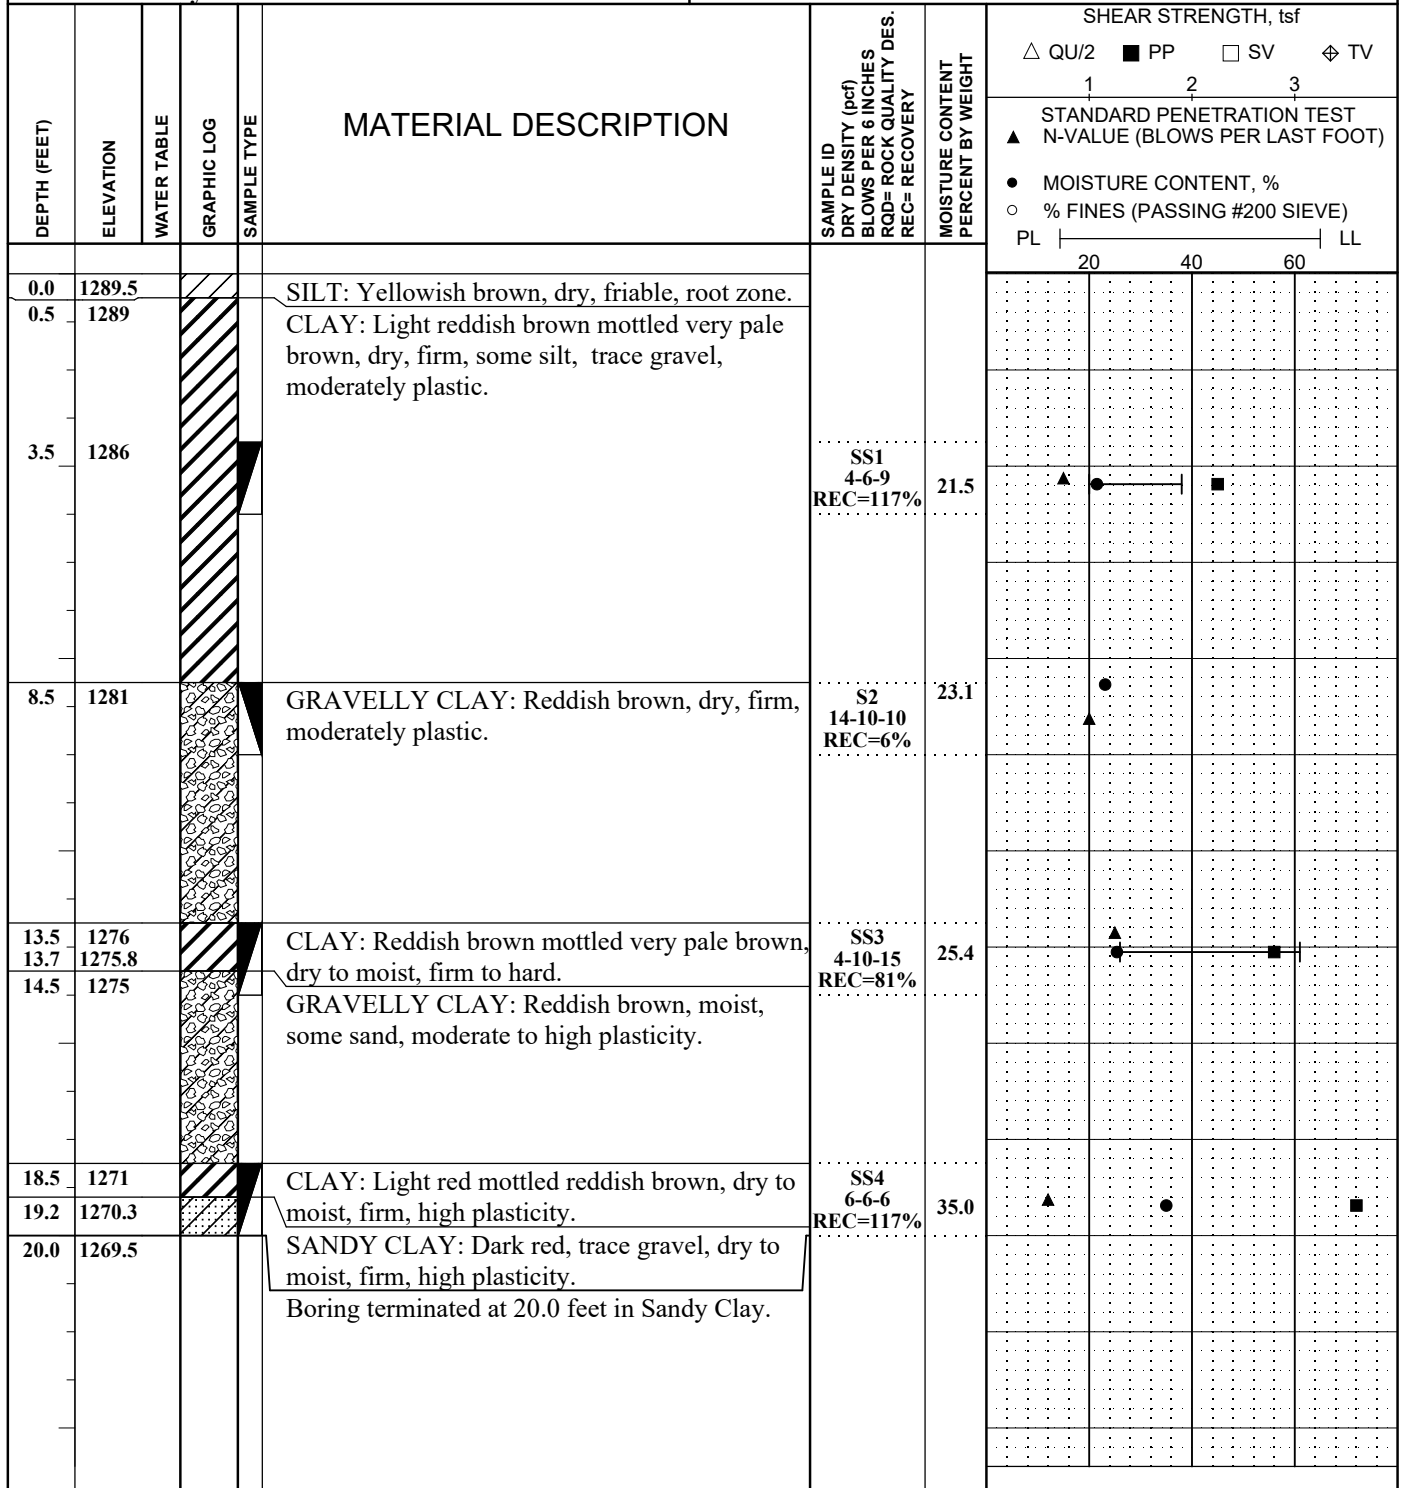 SHEAR STRENGTH, tsf
QU/2 PP SV TV
1 2 3
STANDARD PENETRATION TEST
N-VALUE (BLOWS PER LAST FOOT)
MOISTURE CONTENT, %
% FINES (PASSING #200 SIEVE)
PL LL
20 40 60
DEPTH (FEET)
ELEVATION
WATER TABLE
GRAPHIC LOG
SAMPLE TYPE
MATERIAL DESCRIPTION
SAMPLE ID
DRY DENSITY (pcf)
BLOWS PER 6 INCHES
RQD= ROCK QUALITY DES.
REC= RECOVERY
MOISTURE CONTENT
PERCENT BY WEIGHT
0.0 1289.5 SILT: Yellowish brown, dry, friable, root zone.
0.5 1289 CLAY: Light reddish brown mottled very pale
brown, dry, firm, some silt, trace gravel,
moderately plastic.
3.5 1286
SS1
4-6-9
REC=117%
21.5
8.5 1281 GRAVELLY CLAY: Reddish brown, dry, firm,
moderately plastic.
S2
14-10-10
REC=6%
23.1
13.5 1276 CLAY: Reddish brown mottled very pale brown,
13.7 1275.8 dry to moist, firm to hard.
SS3
4-10-15
REC=81%
25.4
14.5 1275 GRAVELLY CLAY: Reddish brown, moist,
some sand, moderate to high plasticity.
18.5 1271 CLAY: Light red mottled reddish brown, dry to
19.2 1270.3 moist, firm, high plasticity.
SS4
6-6-6
REC=117%
35.0
20.0 1269.5 SANDY CLAY: Dark red, trace gravel, dry to
moist, firm, high plasticity.
Boring terminated at 20.0 feet in Sandy Clay.